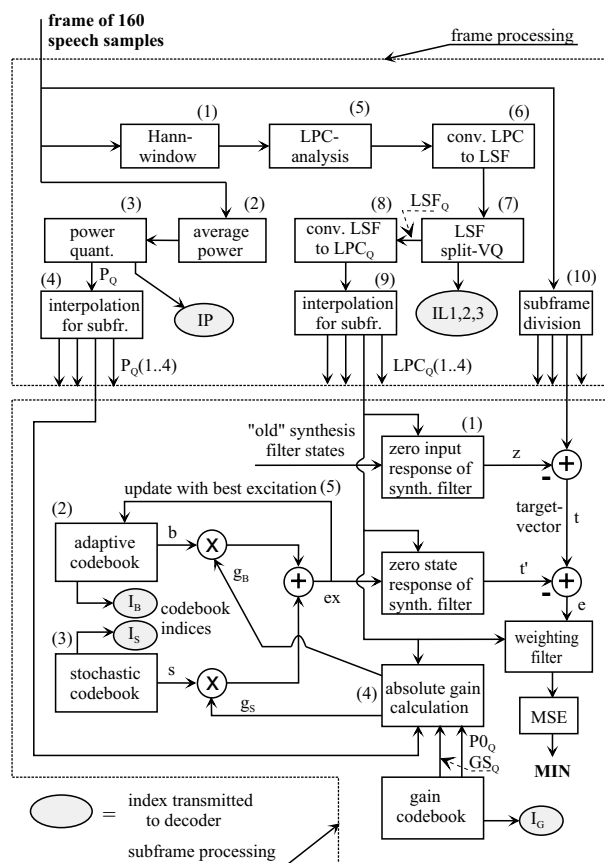 frame of 160
speech samples
frame processing
(1)
(5)
(6)
Hann-
window
LPC-
analysis
conv. LPC
to LSF
LSF_Q
(3)
(2)
(8)
(7)
power
quant.
average
power
conv. LSF
to LPC_Q
LSF
split-VQ
(4)
P_Q
(9)
(10)
interpolation
for subfr.
IP
interpolation
for subfr.
IL1,2,3
subframe
division
P_Q(1..4)
LPC_Q(1..4)
"old" synthesis
filter states
(1)
zero input
response of
synth. filter
z
+
-
update with best excitation (5)
target-
vector
t
(2)
adaptive
codebook
b
X
g_B
+
ex
zero state
response of
synth. filter
t'
+
-
e
I_B
codebook
indices
I_S
(3)
stochastic
codebook
s
X
g_S
(4)
absolute gain
calculation
weighting
filter
MSE
MIN
P0_Q
GS_Q
gain
codebook
I_G
= index transmitted
to decoder
subframe processing